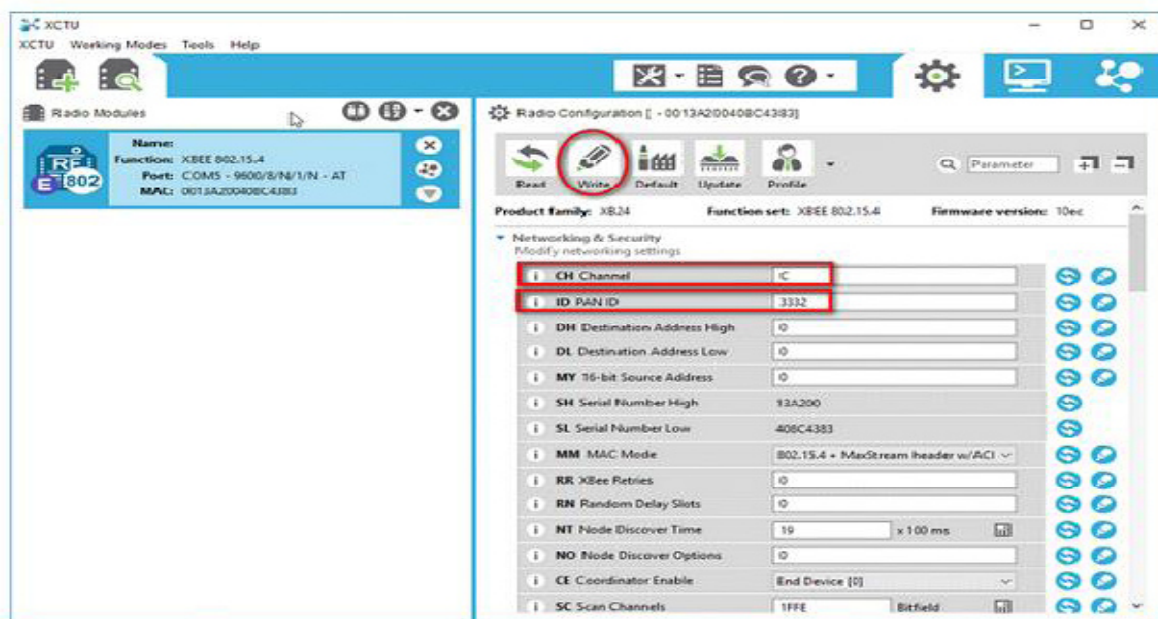 XCTU
XCTU Working Modes Tools Help
Radio Modules
Name:
Function: XBEE 802.15.4
Port: COM5 - 9600/8/N/1/N - AT
MAC: 0013A200408C4383
RF
E 802
Radio Configuration [ - 0013A200408C4383]
Read Write Default Update Profile
Parameter
Product family: XB24 Function set: XBEE 802.15.4 Firmware version: 10ec
Networking & Security
Modify networking settings
i CH Channel C
i ID PAN ID 3332
i DH Destination Address High 0
i DL Destination Address Low 0
i MY 16-bit Source Address 0
i SH Serial Number High 13A200
i SL Serial Number Low 408C4383
i MM MAC Mode 802.15.4 + MaxStream header w/ACI
i RR XBee Retries 0
i RN Random Delay Slots 0
i NT Node Discover Time 19 x 100 ms
i NO Node Discover Options 0
i CE Coordinator Enable End Device [0]
i SC Scan Channels 1FFE Bitfield